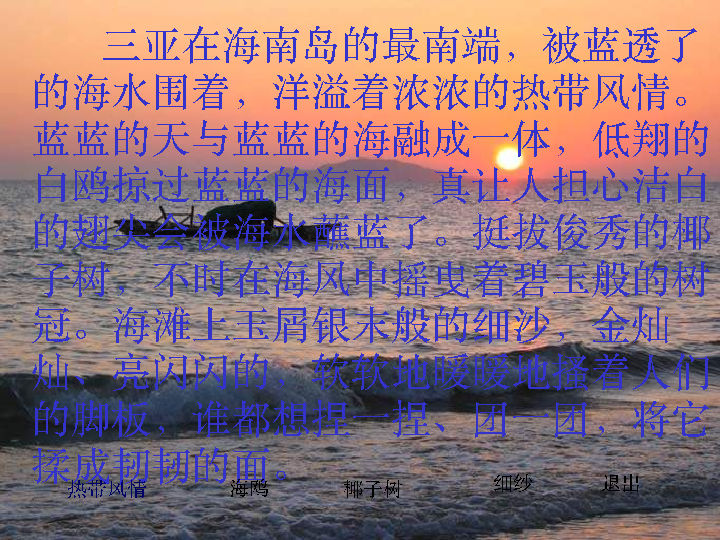 三亚在海南岛的最南端，被蓝透了
的海水围着，洋溢着浓浓的热带风情。
蓝蓝的天与蓝蓝的海融成一体，低翔的
白鸥掠过蓝蓝的海面，真让人担心洁白
的翅尖会被海水蘸蓝了。挺拔俊秀的椰
子树，不时在海风中摇曳着碧玉般的树
冠。海滩上玉屑银末般的细沙，金灿
灿、亮闪闪的，软软地暖暖地搔着人们
的脚板，谁都想捏一捏、团一团，将它
揉成韧韧的面。
热带风情 海鸥 椰子树 细纱 退出